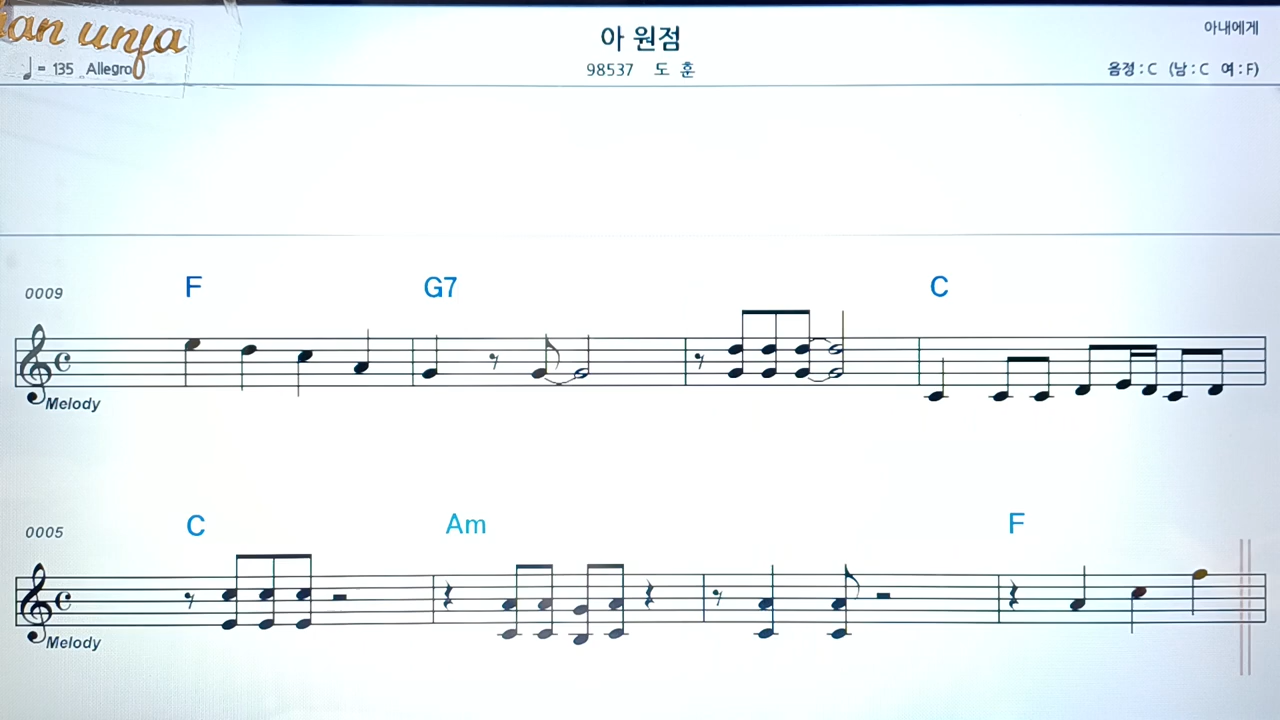 an unja
아내에게
아 원점
♩ = 135 Allegro
98537 도 훈
음정 : C (남 : C 여 : F)
F G7 C
0009
Melody
C Am F
0005
Melody